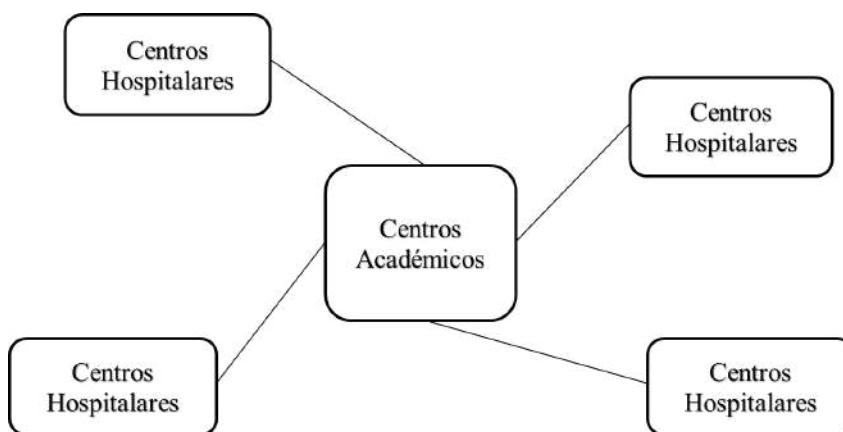 Centros
Hospitalares
Centros
Hospitalares
Centros
Académicos
Centros
Hospitalares
Centros
Hospitalares